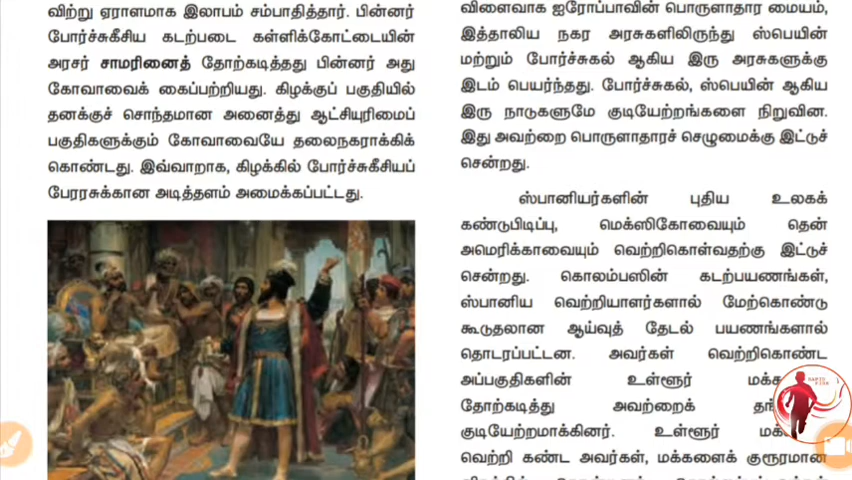 விற்று ஏராளமாக இலாபம் சம்பாதித்தார். பின்னர்
போர்ச்சுகீசிய கடற்படை கள்ளிக்கோட்டையின்
அரசர் சாமரினைத் தோற்கடித்தது பின்னர் அது
கோவாவைக் கைப்பற்றியது. கிழக்குப் பகுதியில்
தனக்குச் சொந்தமான அனைத்து ஆட்சியுரிமைப்
பகுதிகளுக்கும் கோவாவையே தலைநகராக்கிக்
கொண்டது. இவ்வாறாக, கிழக்கில் போர்ச்சுகீசியப்
பேரரசுக்கான அடித்தளம் அமைக்கப்பட்டது.
விளைவாக ஐரோப்பாவின் பொருளாதார மையம்,
இத்தாலிய நகர அரசுகளிலிருந்து ஸ்பெயின்
மற்றும் போர்ச்சுகல் ஆகிய இரு அரசுகளுக்கு
இடம் பெயர்ந்தது. போர்ச்சுகல், ஸ்பெயின் ஆகிய
இரு நாடுகளுமே குடியேற்றங்களை நிறுவின.
இது அவற்றை பொருளாதாரச் செழுமைக்கு இட்டுச்
சென்றது.
ஸ்பானியர்களின் புதிய உலகக்
கண்டுபிடிப்பு, மெக்ஸிகோவையும் தென்
அமெரிக்காவையும் வெற்றிகொள்வதற்கு இட்டுச்
சென்றது. கொலம்பஸின் கடற்பயணங்கள்,
ஸ்பானிய வெற்றியாளர்களால் மேற்கொண்டு
கூடுதலான ஆய்வுத் தேடல் பயணங்களால்
தொடரப்பட்டன. அவர்கள் வெற்றிகொண்ட
அப்பகுதிகளின் உள்ளூர்
தோற்கடித்து அவற்றைக்
குடியேற்றமாக்கினர். உள்ளூர்
வெற்றி கண்ட அவர்கள், மக்களைக் குரூரமான